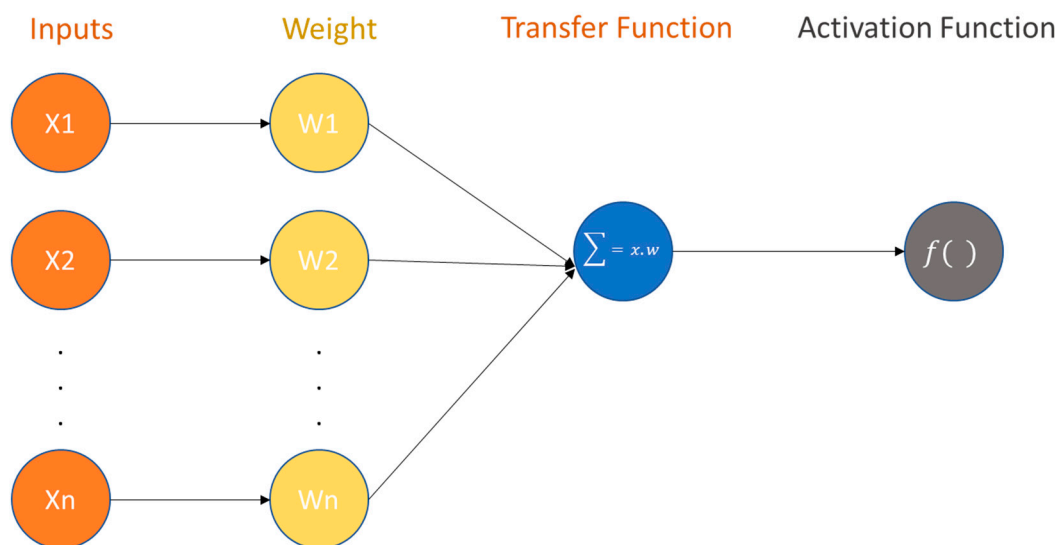 Inputs Weight Transfer Function Activation Function
X1 W1
X2 W2
∑ = x.w f( )
.
.
.
.
.
.
Xn Wn